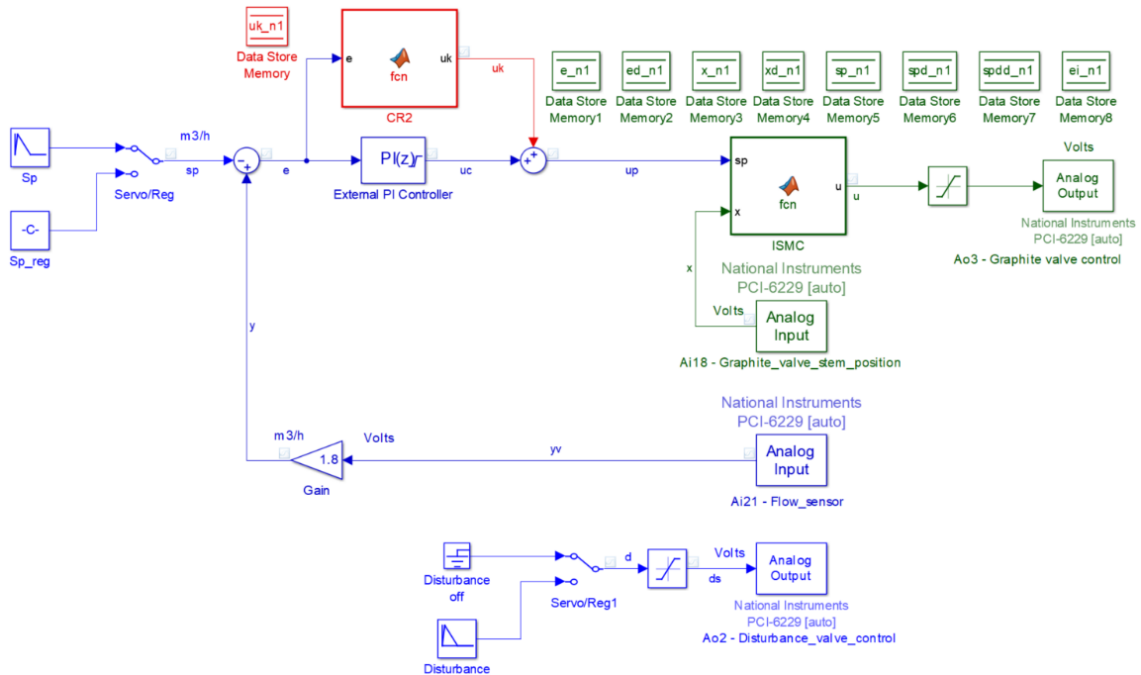 uk_n1
Data Store
Memory
e
fcn
uk
CR2
uk
e_n1
Data Store
Memory1
ed_n1
Data Store
Memory2
x_n1
Data Store
Memory3
xd_n1
Data Store
Memory4
sp_n1
Data Store
Memory5
spd_n1
Data Store
Memory6
spdd_n1
Data Store
Memory7
ei_n1
Data Store
Memory8
Sp
m3/h
sp
Servo/Reg
-C-
Sp_reg
e
PI(z)
External PI Controller
uc
up
sp
x
fcn
u
ISMC
u
Volts
Analog
Output
National Instruments
PCI-6229 [auto]
Ao3 - Graphite valve control
x
National Instruments
PCI-6229 [auto]
Volts
Analog
Input
Ai18 - Graphite_valve_stem_position
y
m3/h
1.8
Gain
Volts
yv
National Instruments
PCI-6229 [auto]
Analog
Input
Ai21 - Flow_sensor
Disturbance
off
Disturbance
Servo/Reg1
d
Volts
ds
Analog
Output
National Instruments
PCI-6229 [auto]
Ao2 - Disturbance_valve_control